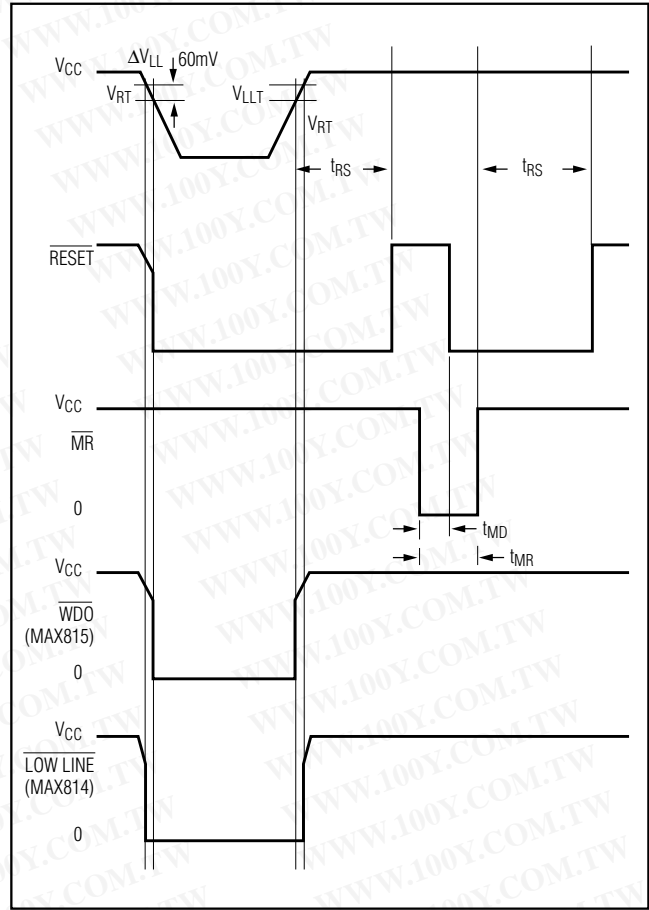 ΔVLL 60mV
VCC
VRT
VLLT
VRT
tRS
tRS
RESET
VCC
MR
0
tMD
tMR
VCC
WDO
(MAX815)
0
VCC
LOW LINE
(MAX814)
0
WWW.100Y.COM.TW